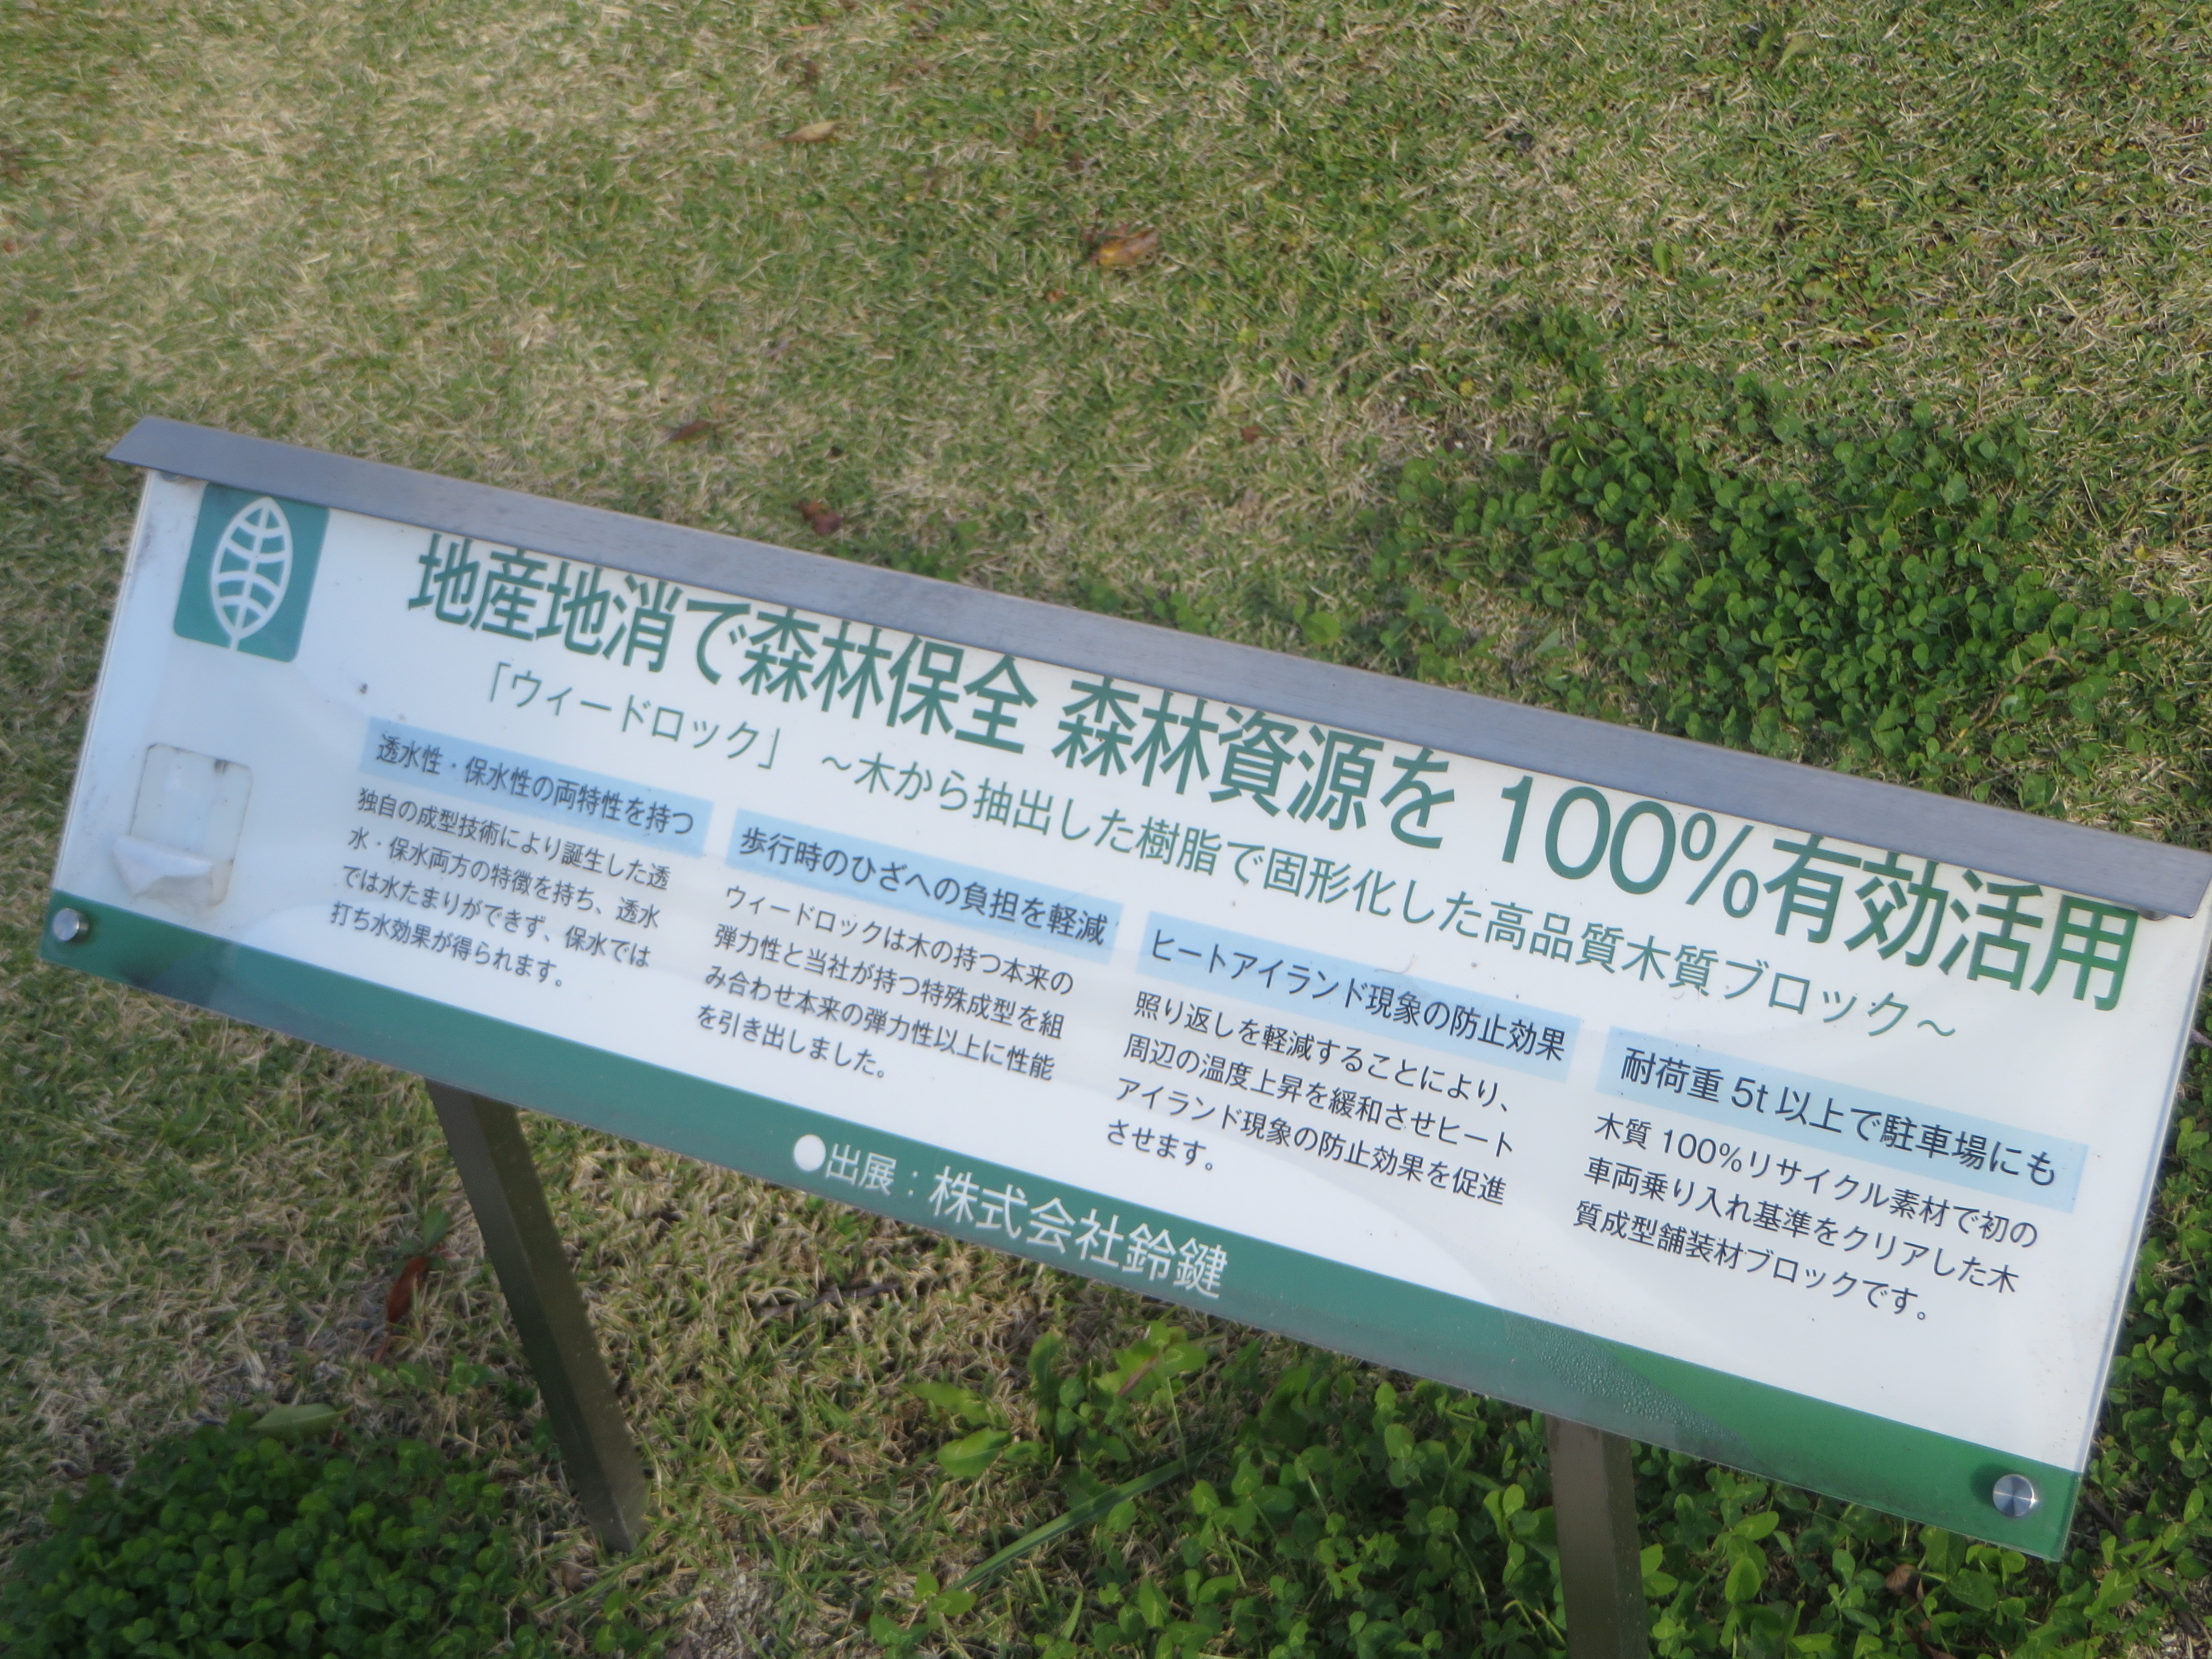 地産地消で森林保全 森林資源を 100%有効活用
「ウィードロック」 ～木から抽出した樹脂で固形化した高品質木質ブロック～
透水性・保水性の両特性を持つ
独自の成型技術により誕生した透
水・保水両方の特徴を持ち、透水
では水たまりができず、保水では
打ち水効果が得られます。
歩行時のひざへの負担を軽減
ウィードロックは木の持つ本来の
弾力性と当社が持つ特殊成型を組
み合わせ本来の弾力性以上に性能
を引き出しました。
ヒートアイランド現象の防止効果
照り返しを軽減することにより、
周辺の温度上昇を緩和させヒート
アイランド現象の防止効果を促進
させます。
耐荷重 5t 以上で駐車場にも
木質 100%リサイクル素材で初の
車両乗り入れ基準をクリアした木
質成型舗装材ブロックです。
●出展：株式会社鈴鍵